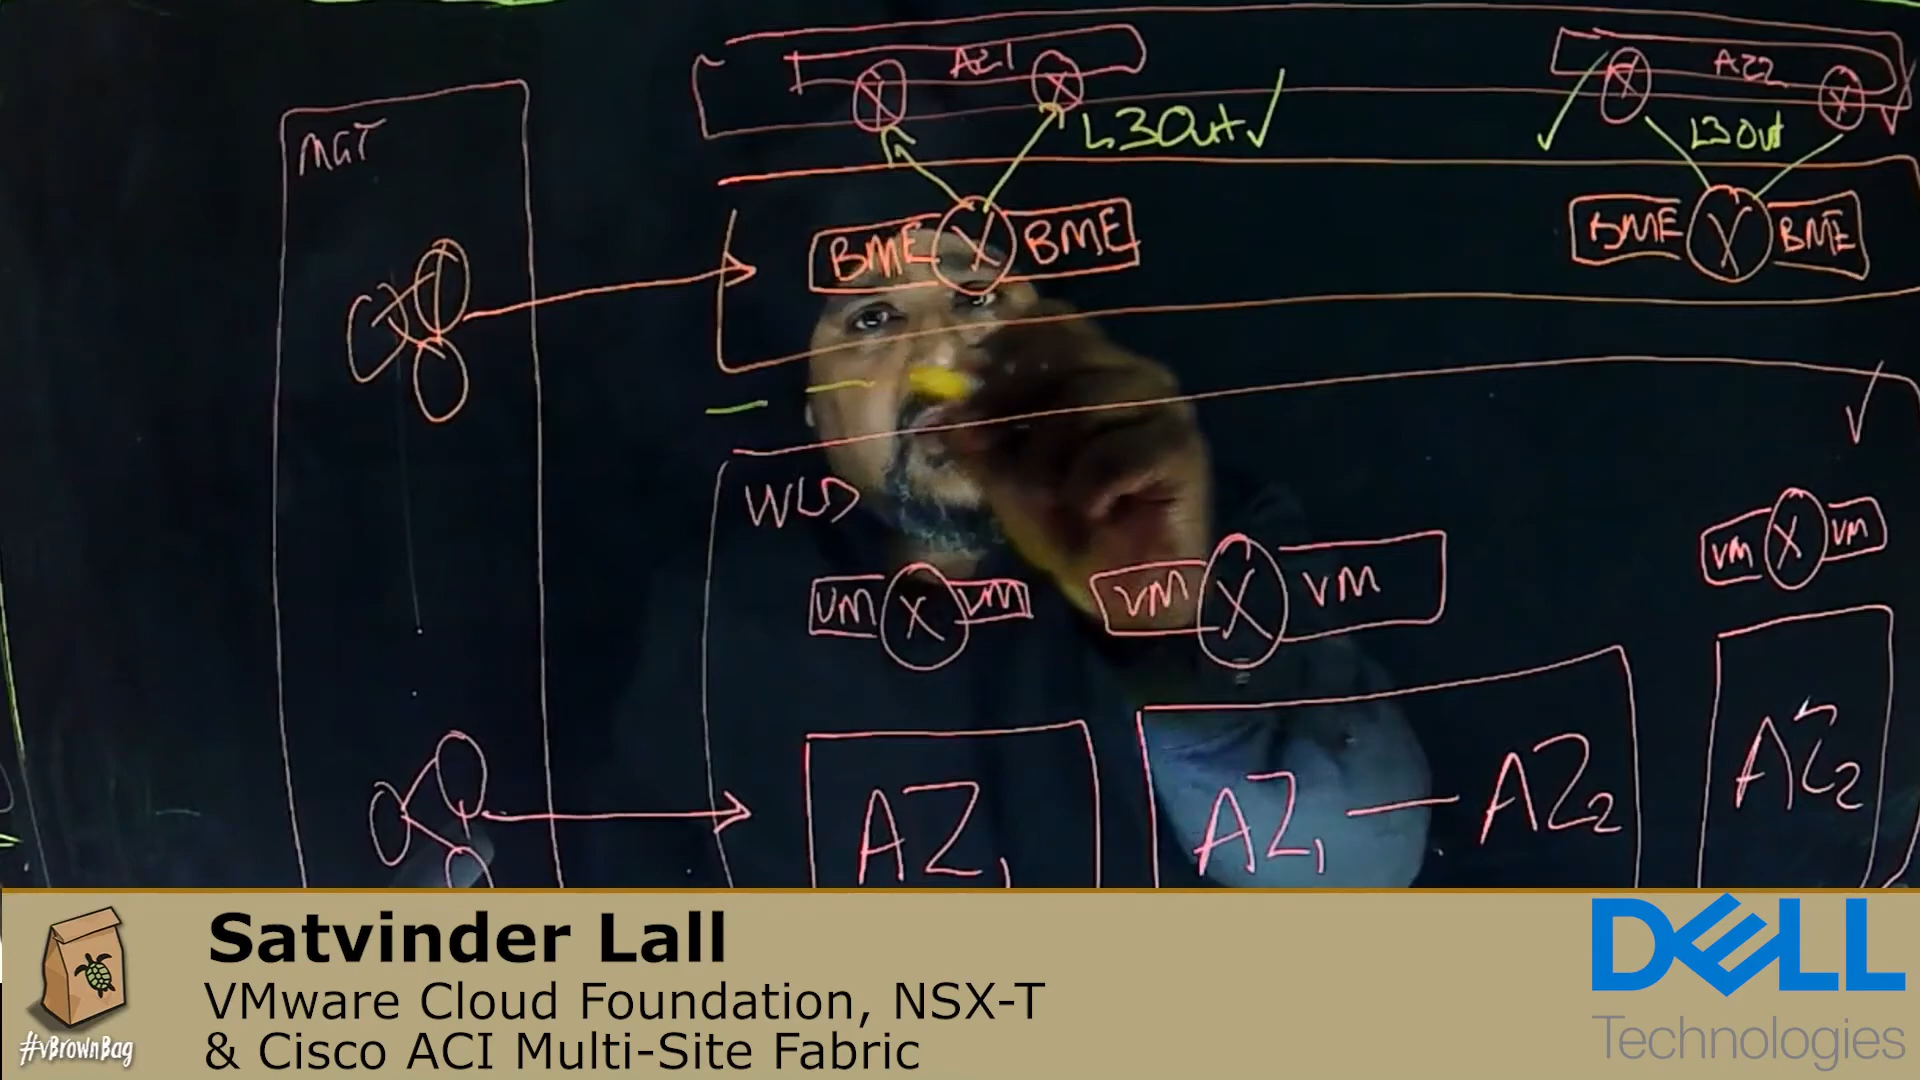 AZ1
AZ2
MGT
L3Out
L3Out
BME X BME
BME X BME
WLD
VM X VM
VM X VM
VM X VM
AZ1
AZ1 — AZ2
AZ2
Satvinder Lall
VMware Cloud Foundation, NSX-T
& Cisco ACI Multi-Site Fabric
#vBrownBag
DELL
Technologies